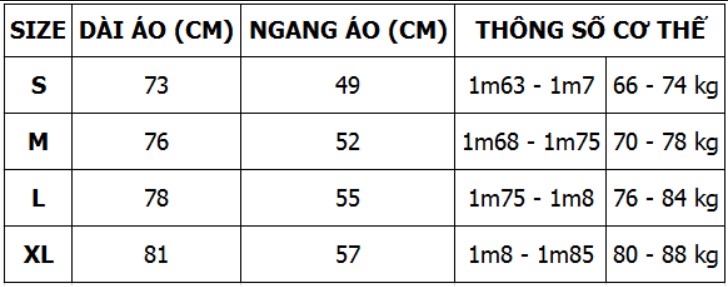 SIZE DÀI ÁO (CM) NGANG ÁO (CM) THÔNG SỐ CƠ THẾ
S 73 49 1m63 - 1m7 66 - 74 kg
M 76 52 1m68 - 1m75 70 - 78 kg
L 78 55 1m75 - 1m8 76 - 84 kg
XL 81 57 1m8 - 1m85 80 - 88 kg